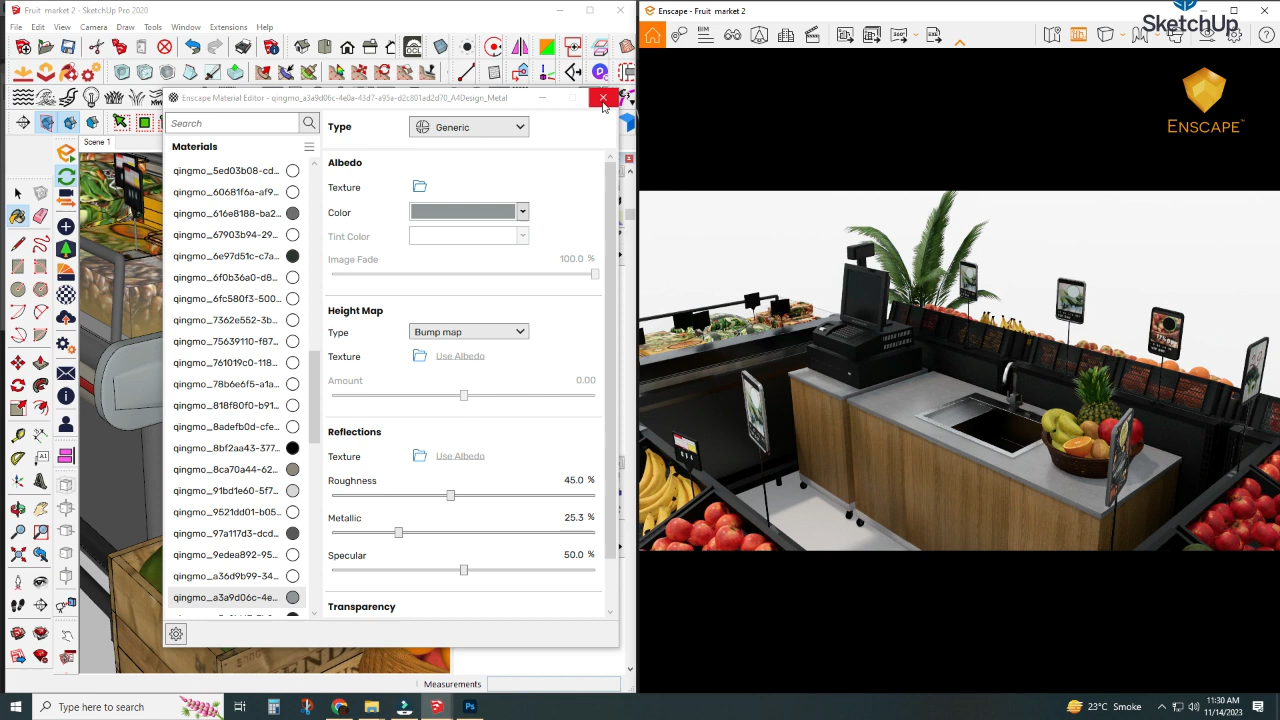 Fruit market 2 - SketchUp Pro 2020
File Edit View Camera Draw Tools Window Extensions Help
OCL
Scene 1
Enscape Material Editor - qingmo_a3a9d06c-4e0a-43d7-a95a-d2c801ad2d70_A4Design_Metal
Search
Materials
qingmo_5ed03b08-cd...
qingmo_60681f6a-af9...
qingmo_616e8188-ba2...
qingmo_67903b94-29...
qingmo_6e97d51c-c7a...
qingmo_6f0b36a0-d8...
qingmo_6fc580f3-500...
qingmo_7362e552-3b...
qingmo_75639110-f87...
qingmo_761019c0-118...
qingmo_78b6e6f5-a1a...
qingmo_818f80f0-b91...
qingmo_8adefb0d-cfe...
qingmo_8bf2aa43-377...
qingmo_8ca70a44-62...
qingmo_91bd1e60-5f7...
qingmo_9521dd01-b05...
qingmo_97a117d3-dcd...
qingmo_9edea892-95...
qingmo_a36d9b99-34...
qingmo_a3a9d06c-4e...
Type Generic
Albedo
Texture
Color
Tint Color
Image Fade 100.0 %
Height Map
Type Bump map
Texture Use Albedo
Amount 0.00
Reflections
Texture Use Albedo
Roughness 45.0 %
Metallic 25.3 %
Specular 50.0 %
Transparency
Measurements
Enscape - Fruit market 2
BIM
SketchUp
ENSCAPE
Type here to search
23°C Smoke
11:30 AM
11/14/2023